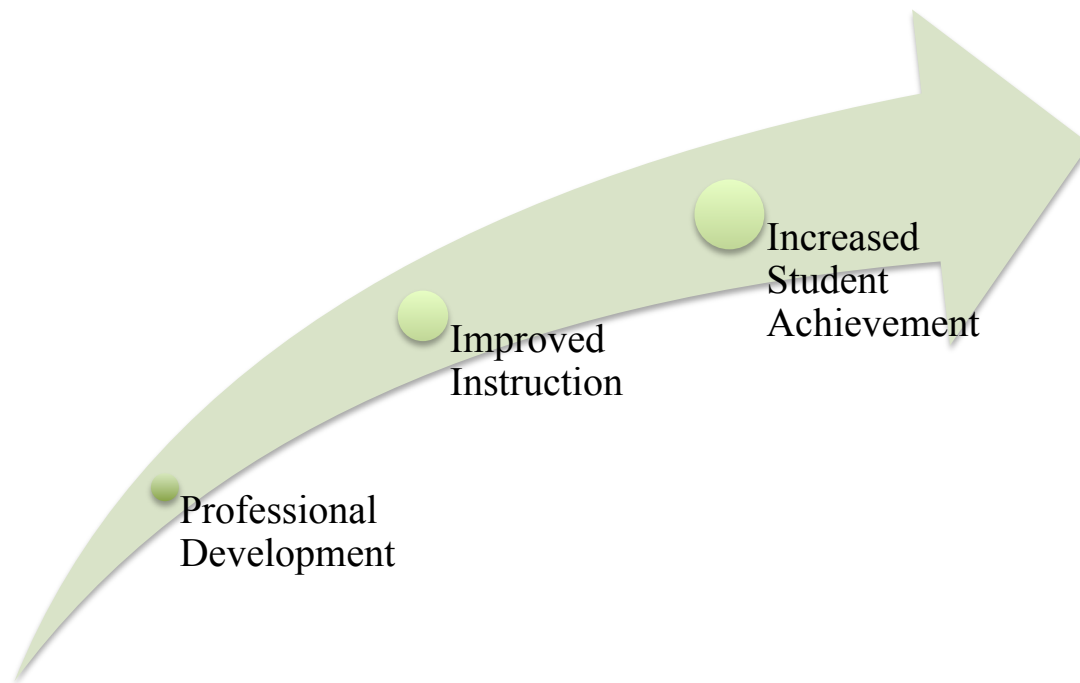 Increased
Student
Achievement
Improved
Instruction
Professional
Development